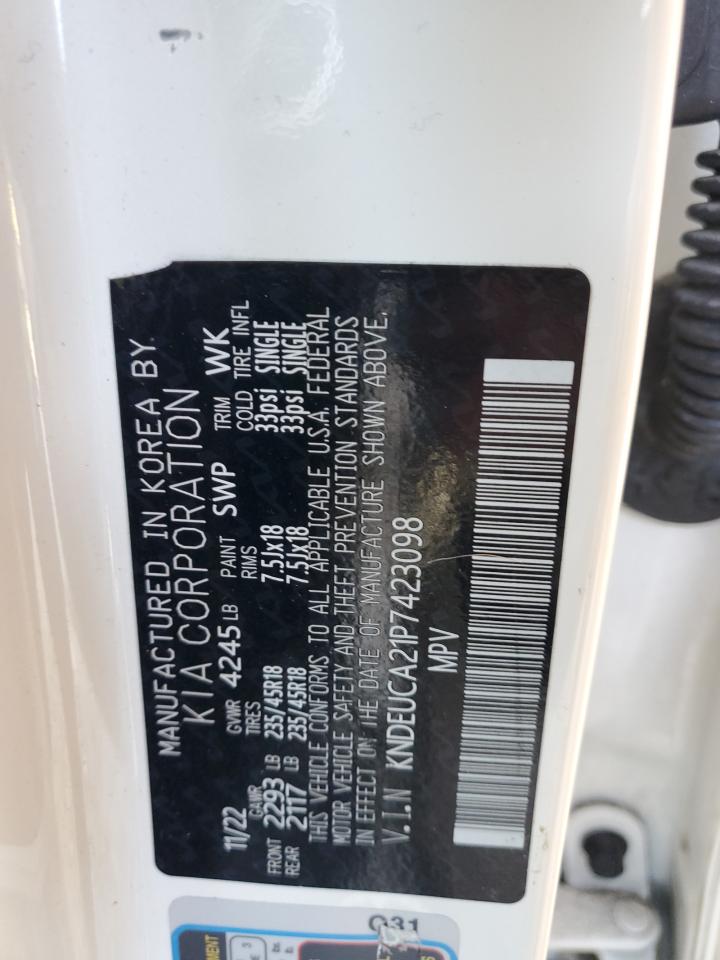 MANUFACTURED IN KOREA BY
KIA CORPORATION
11/22 GVWR 4245 LB PAINT SWP TRIM WK
GAWR TIRES RIMS COLD TIRE INFL
FRONT 2293 LB 235/45R18 7.5Jx18 33psi SINGLE
REAR 2117 LB 235/45R18 7.5Jx18 33psi SINGLE
THIS VEHICLE CONFORMS TO ALL APPLICABLE U.S.A. FEDERAL
MOTOR VEHICLE SAFETY AND THEFT PREVENTION STANDARDS
IN EFFECT ON THE DATE OF MANUFACTURE SHOWN ABOVE.
V.I.N KNDEUCA21P7423098
MPV
Q31